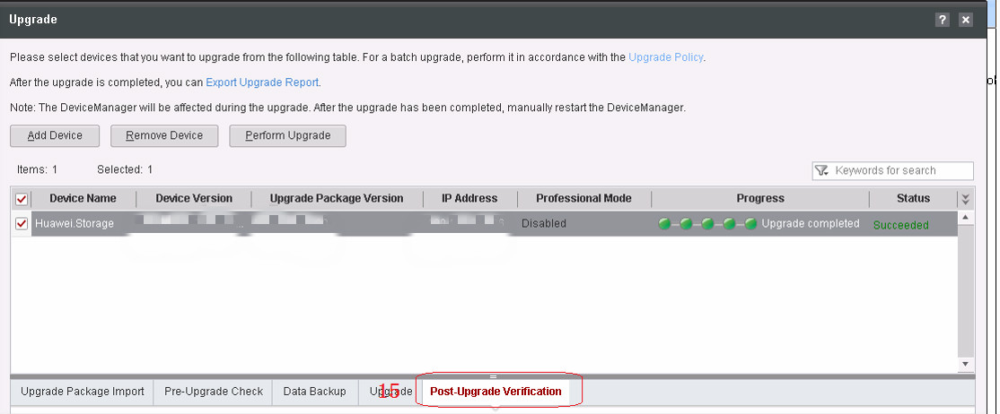 Upgrade
? ×
Please select devices that you want to upgrade from the following table. For a batch upgrade, perform it in accordance with the Upgrade Policy.
After the upgrade is completed, you can Export Upgrade Report.
Note: The DeviceManager will be affected during the upgrade. After the upgrade has been completed, manually restart the DeviceManager.
Add Device Remove Device Perform Upgrade
Items: 1 Selected: 1 Keywords for search
Device Name Device Version Upgrade Package Version IP Address Professional Mode Progress Status
Huawei.Storage Disabled Upgrade completed Succeeded
Upgrade Package Import Pre-Upgrade Check Data Backup Upgrade 15 Post-Upgrade Verification